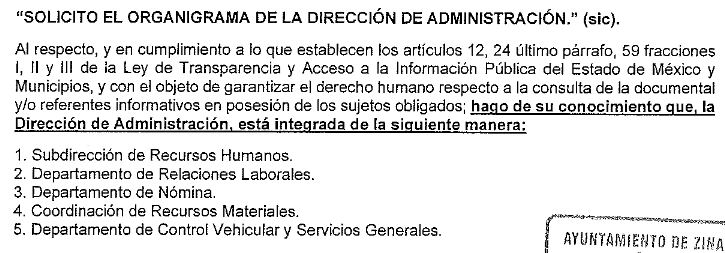 “SOLICITO EL ORGANIGRAMA DE LA DIRECCIÓN DE ADMINISTRACIÓN.” (sic).
Al respecto, y en cumplimiento a lo que establecen los artículos 12, 24 último párrafo, 59 fracciones
I, II y III de la Ley de Transparencia y Acceso a la Información Pública del Estado de México y
Municipios, y con el objeto de garantizar el derecho humano respecto a la consulta de la documental
y/o referentes informativos en posesión de los sujetos obligados; hago de su conocimiento que, la
Dirección de Administración, está integrada de la siguiente manera:
1. Subdirección de Recursos Humanos.
2. Departamento de Relaciones Laborales.
3. Departamento de Nómina.
4. Coordinación de Recursos Materiales.
5. Departamento de Control Vehicular y Servicios Generales.
AYUNTAMIENTO DE ZINA